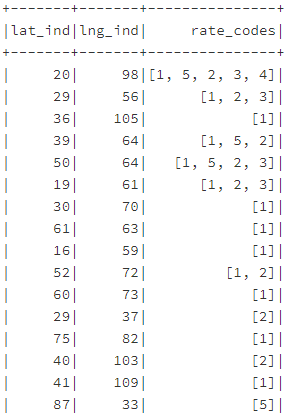 +-------+-------+---------------+
|lat_ind|lng_ind|     rate_codes|
+-------+-------+---------------+
|     20|     98|[1, 5, 2, 3, 4]|
|     29|     56|      [1, 2, 3]|
|     36|    105|            [1]|
|     39|     64|      [1, 5, 2]|
|     50|     64|   [1, 5, 2, 3]|
|     19|     61|      [1, 2, 3]|
|     30|     70|            [1]|
|     61|     63|            [1]|
|     16|     59|            [1]|
|     52|     72|         [1, 2]|
|     60|     73|            [1]|
|     29|     37|            [2]|
|     75|     82|            [1]|
|     40|    103|            [2]|
|     41|    109|            [1]|
|     87|     33|            [5]|